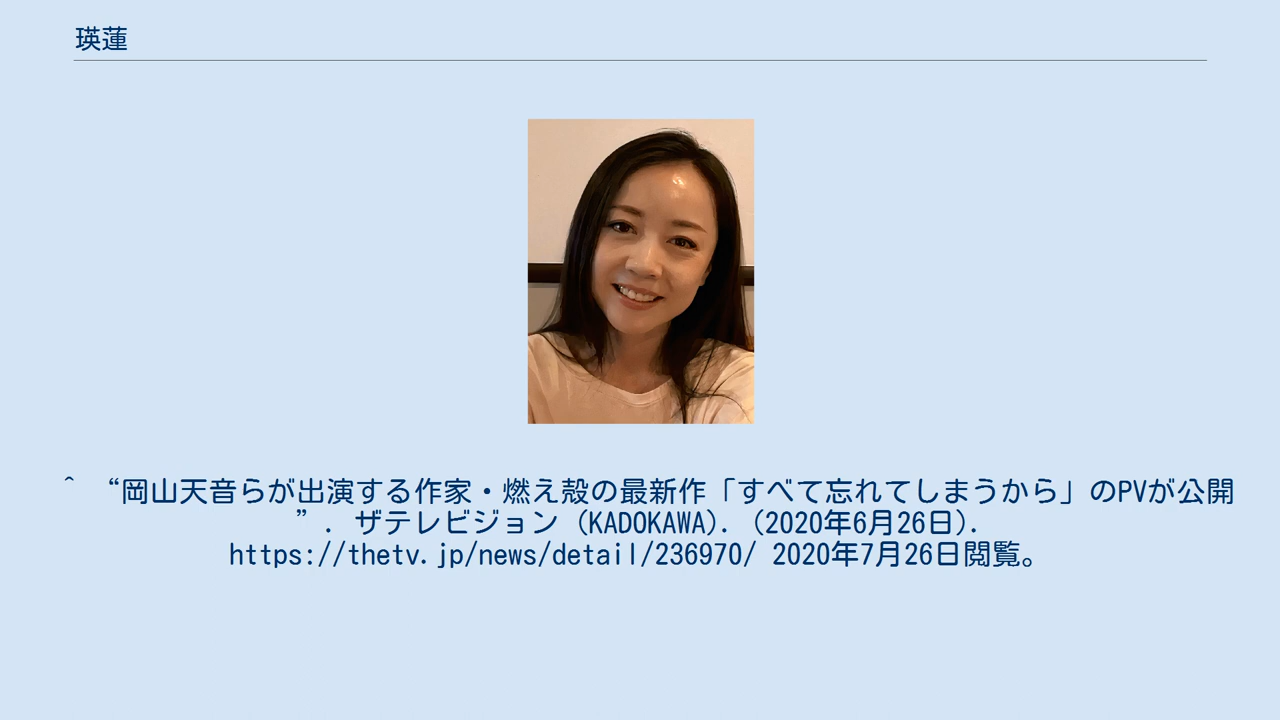 瑛蓮
^ “岡山天音らが出演する作家・燃え殻の最新作「すべて忘れてしまうから」のPVが公開
”. ザテレビジョン (KADOKAWA). (2020年6月26日).
https://thetv.jp/news/detail/236970/ 2020年7月26日閲覧。